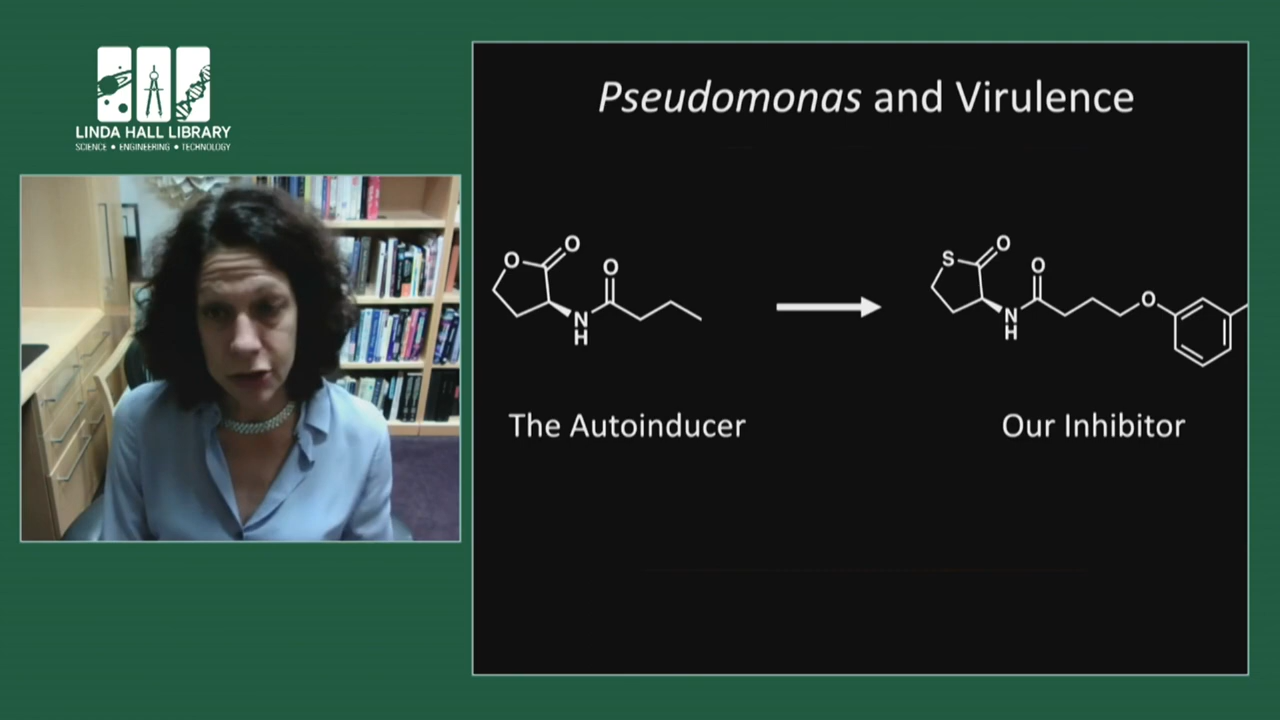 LINDA HALL LIBRARY
SCIENCE • ENGINEERING • TECHNOLOGY
Pseudomonas and Virulence
O
O
O
N
H
S
O
O
N
H
O
The Autoinducer
Our Inhibitor